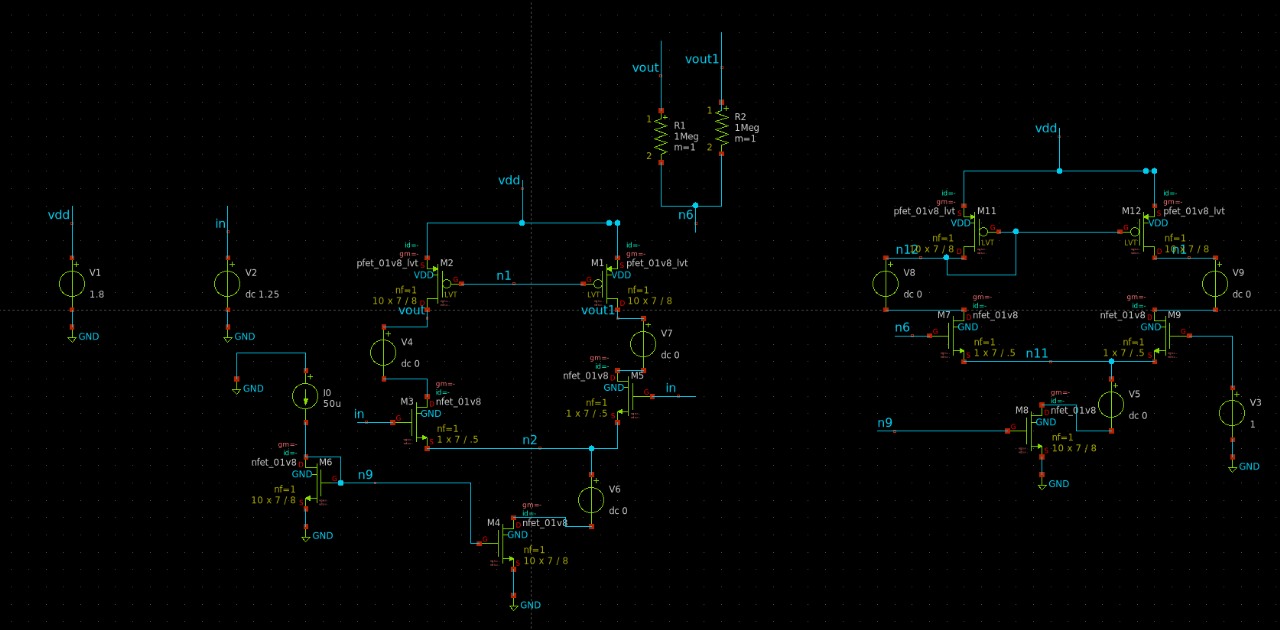 vout
vout1
1
R1
1Meg
m=1
2
1
R2
1Meg
m=1
2
n6
vdd
V1
1.8
GND
in
V2
dc 1.25
GND
vdd
id=-
gm=-
M2
pfet_01v8_lvt
VDD
nf=1
LVT
10 x 7 / 8
n1
id=-
gm=-
M1
pfet_01v8_lvt
VDD
nf=1
LVT
10 x 7 / 8
vout
vout1
V4
dc 0
V7
dc 0
GND
I0
50u
gm=-
id=-
M3
nfet_01v8
GND
in
nf=1
1 x 7 / .5
gm=-
id=-
M5
nfet_01v8
GND
in
nf=1
1 x 7 / .5
n2
gm=-
id=-
nfet_01v8
M6
GND
nf=1
10 x 7 / 8
n9
GND
V6
dc 0
gm=-
id=-
M4
nfet_01v8
GND
nf=1
10 x 7 / 8
GND
vdd
id=-
gm=-
M11
pfet_01v8_lvt
VDD
nf=1
LVT
10 x 7 / 8
n12
id=-
gm=-
M12
pfet_01v8_lvt
VDD
nf=1
LVT
10 x 7 / 8
n1
V8
dc 0
V9
dc 0
gm=-
id=-
M7
nfet_01v8
GND
n6
nf=1
1 x 7 / .5
gm=-
id=-
M9
nfet_01v8
GND
nf=1
1 x 7 / .5
n11
V5
dc 0
V3
1
GND
n9
gm=-
id=-
M8
nfet_01v8
GND
nf=1
10 x 7 / 8
GND